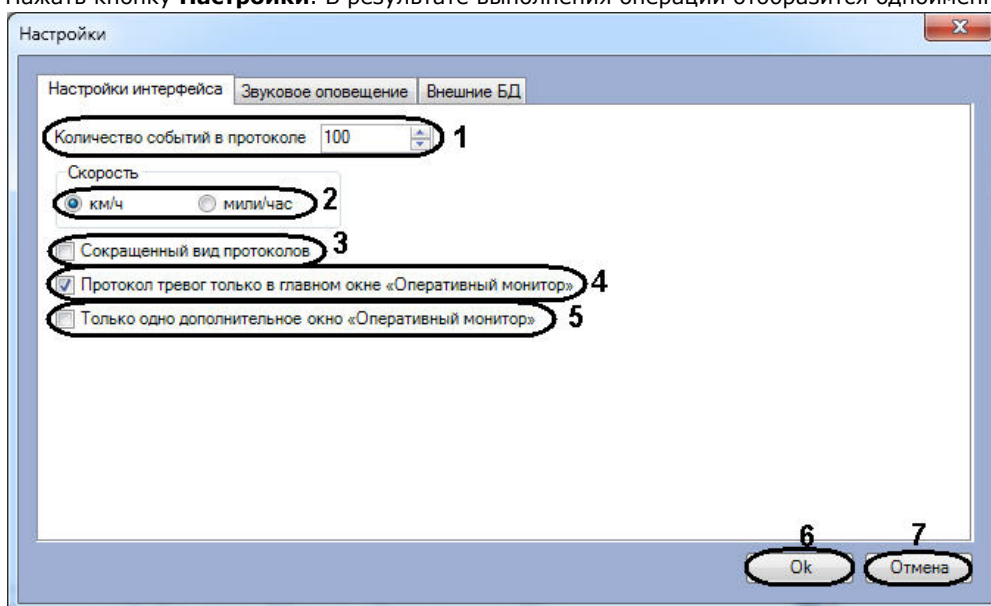 Нажать кнопку Настройки. В результате выполнения операции отобразится одноимен
Настройки
Настройки интерфейса Звуковое оповещение Внешние БД
Количество событий в протоколе 100 1
Скорость
км/ч мили/час 2
Сокращенный вид протоколов 3
Протокол тревог только в главном окне «Оперативный монитор» 4
Только одно дополнительное окно «Оперативный монитор» 5
6 7
Ok Отмена